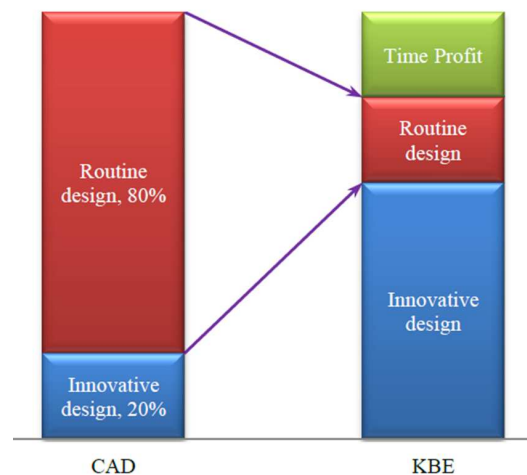 Time Profit
Routine
design
Routine
design, 80%
Innovative
design
Innovative
design, 20%
CAD
KBE